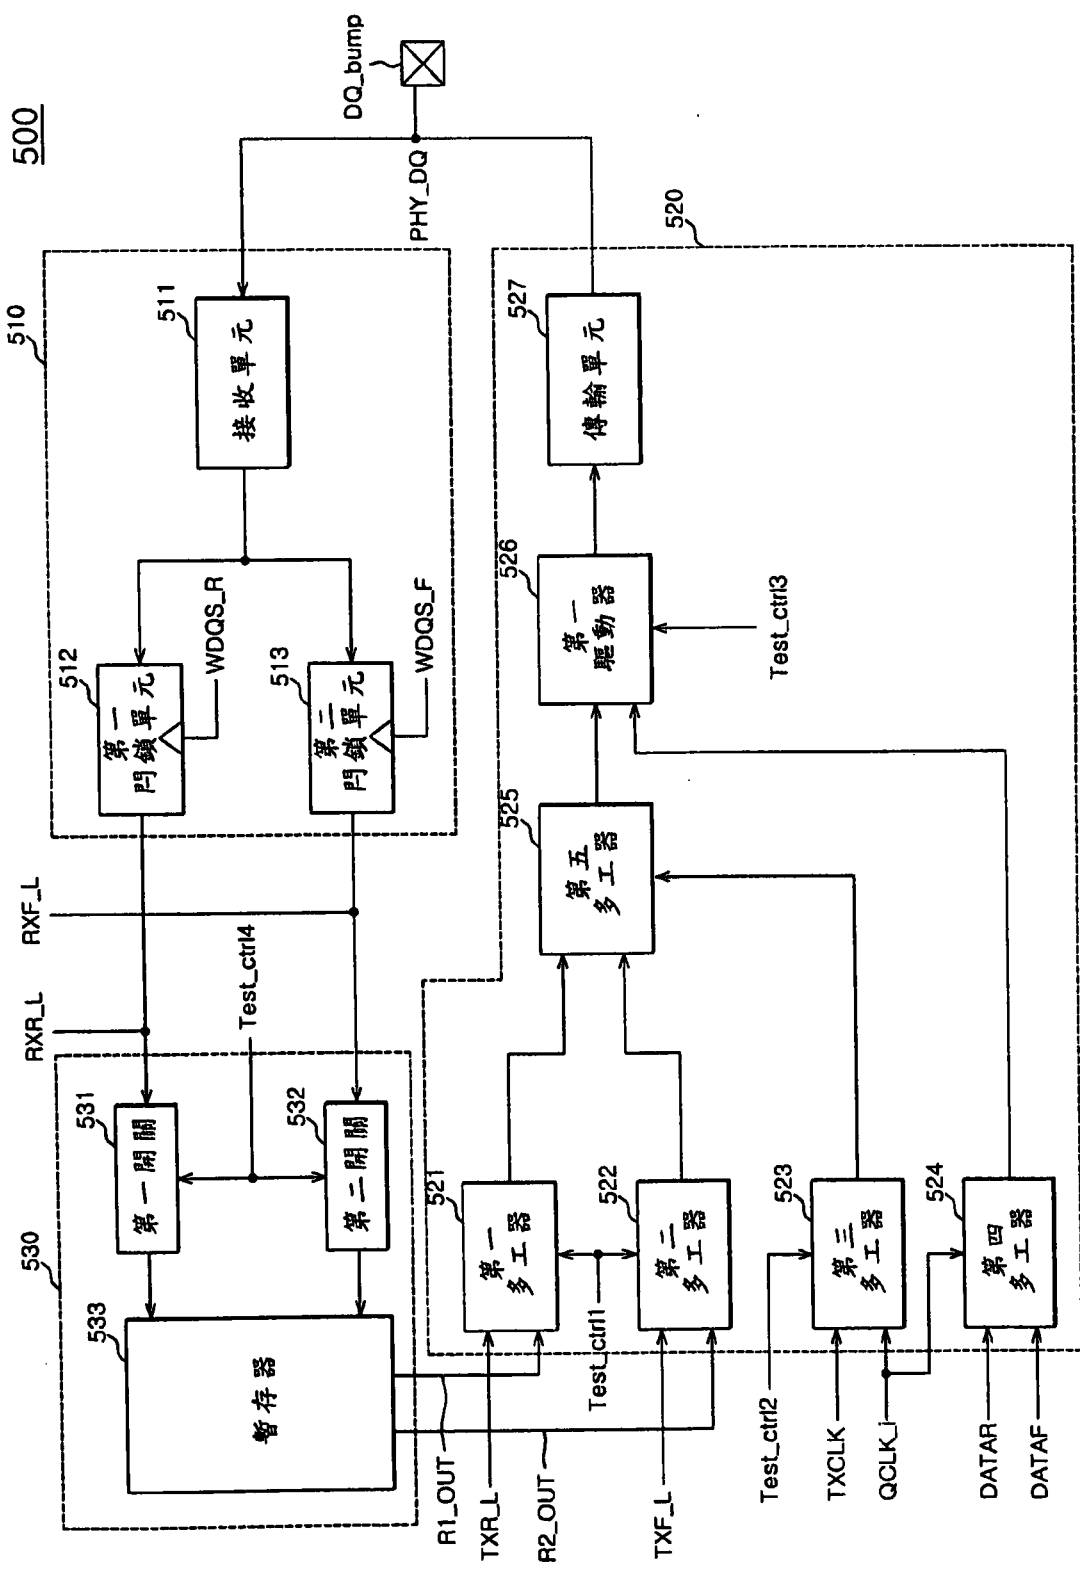 500
530
533
暫存器
531
第一開關
532
第二開關
Test_ctrl4
RXR_L
RXF_L
510
512
第一
閂鎖單元
WDQS_R
513
第二
閂鎖單元
WDQS_F
511
接收單元
PHY_DQ
DQ_bump
R1_OUT
TXR_L
R2_OUT
TXF_L
Test_ctrl1
521
第一
多工器
522
第二
多工器
Test_ctrl2
TXCLK
QCLK_i
DATAR
DATAF
523
第三
多工器
524
第四
多工器
525
第五
多工器
526
第一
驅動器
Test_ctrl3
527
傳輸單元
520